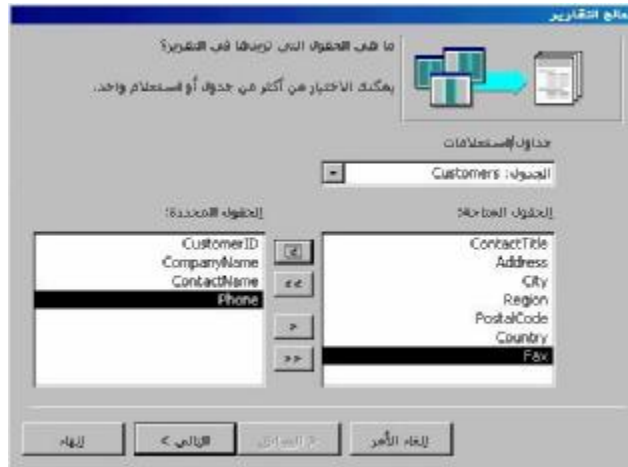 معالج التقارير
ما هي الحقول التي تريدها في التقرير؟
يمكنك الاختيار من أكثر من جدول أو استعلام واحد.
جداول/استعلامات
الجدول: Customers
الحقول المتاحة:
ContactTitle
Address
City
Region
PostalCode
Country
Fax
الحقول المحددة:
CustomerID
CompanyName
ContactName
Phone
إلغاء الأمر
< السابق
التالي >
إنهاء